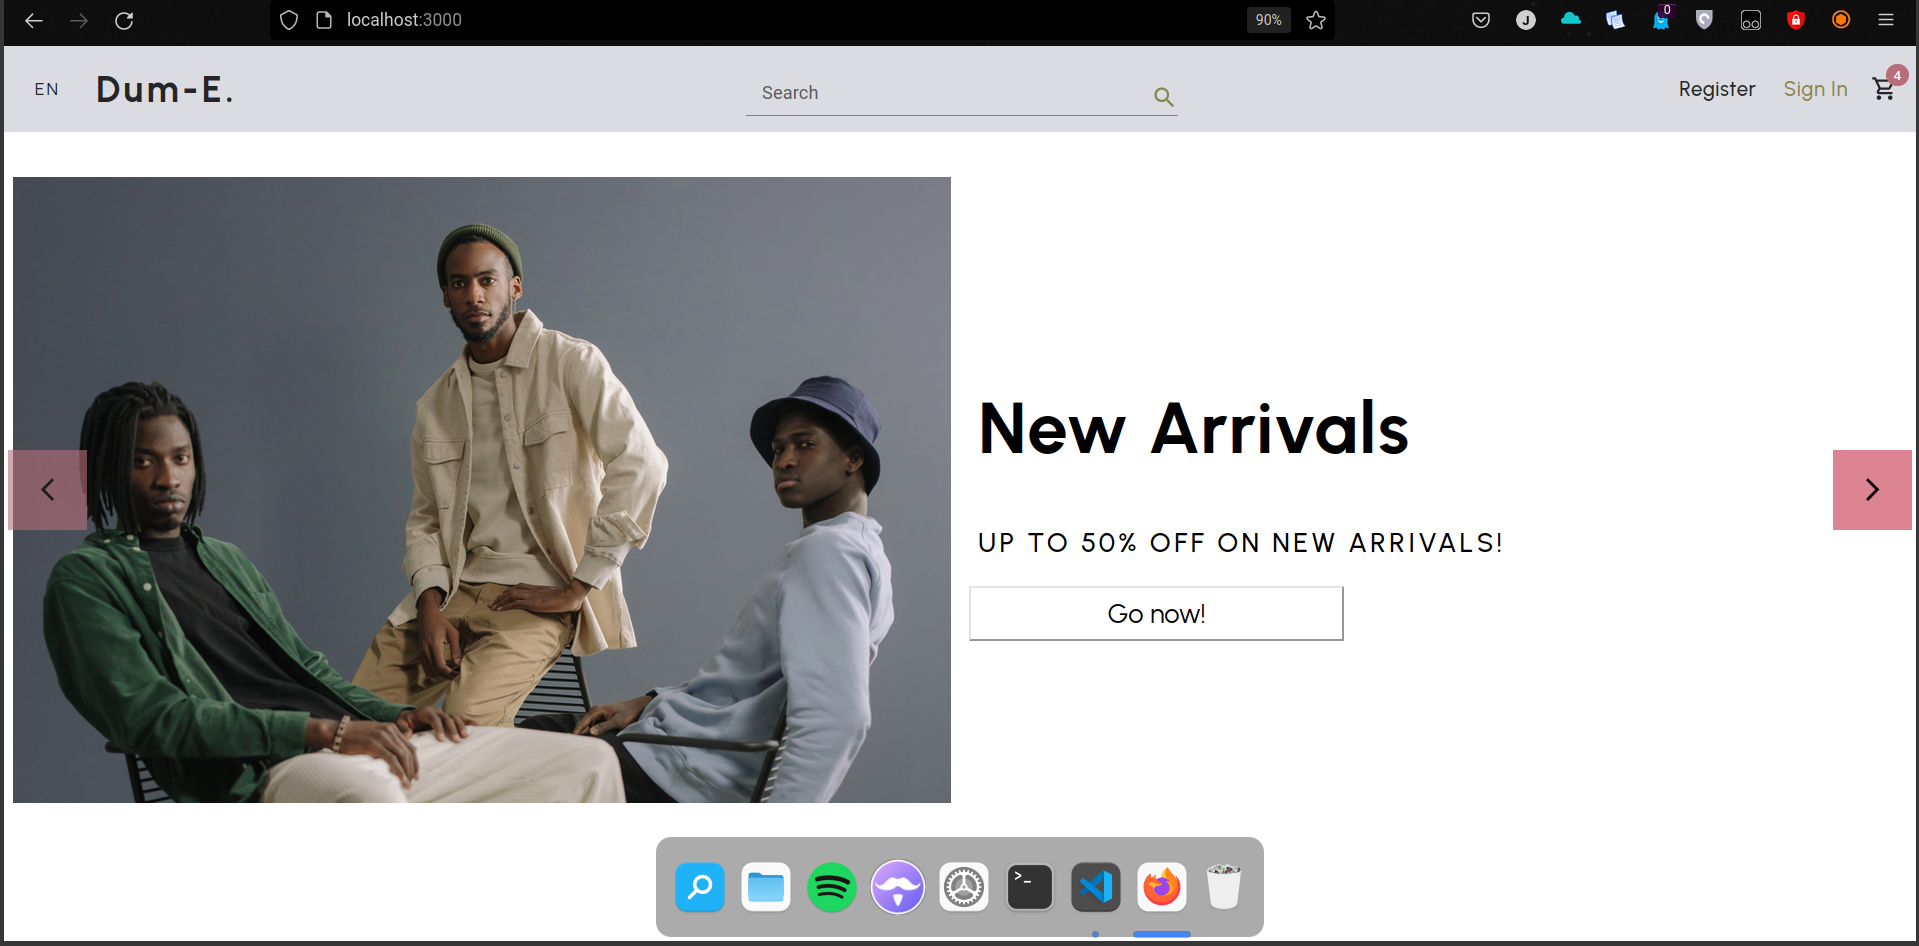 localhost:3000
90%
0
J
EN
Dum-E.
Search
Register
Sign In
4
New Arrivals
UP TO 50% OFF ON NEW ARRIVALS!
Go now!
>_